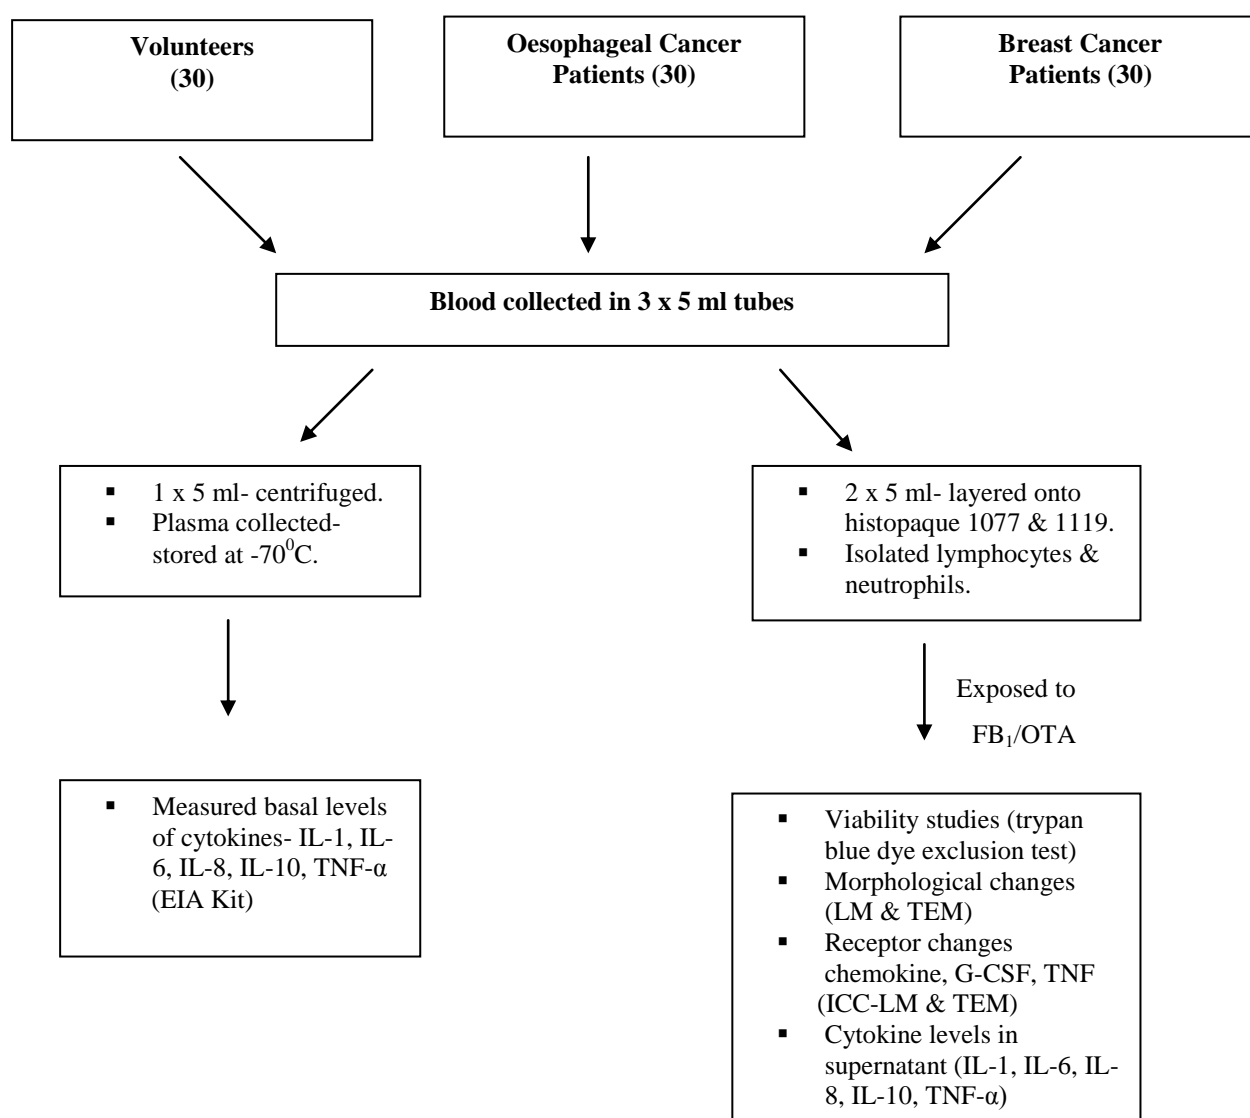 Volunteers
(30)
Oesophageal Cancer
Patients (30)
Breast Cancer
Patients (30)
Blood collected in 3 x 5 ml tubes
▪ 1 x 5 ml- centrifuged.
▪ Plasma collected-
stored at -70⁰C.
▪ 2 x 5 ml- layered onto
histopaque 1077 & 1119.
▪ Isolated lymphocytes &
neutrophils.
Exposed to
FB₁/OTA
▪ Measured basal levels
of cytokines- IL-1, IL-
6, IL-8, IL-10, TNF-α
(EIA Kit)
▪ Viability studies (trypan
blue dye exclusion test)
▪ Morphological changes
(LM & TEM)
▪ Receptor changes
chemokine, G-CSF, TNF
(ICC-LM & TEM)
▪ Cytokine levels in
supernatant (IL-1, IL-6, IL-
8, IL-10, TNF-α)